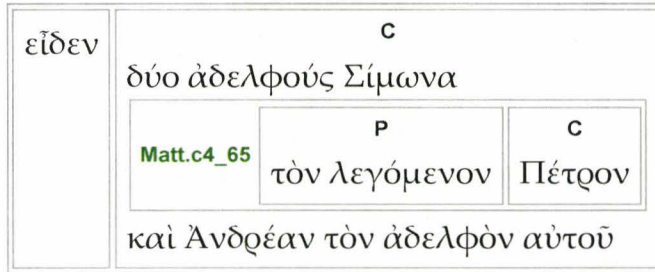 εἶδεν
C
δύο ἀδελφούς Σίμωνα
Matt.c4_65
P
τὸν λεγόμενον
C
Πέτρον
καὶ Ἀνδρέαν τὸν ἀδελφὸν αὐτοῦ